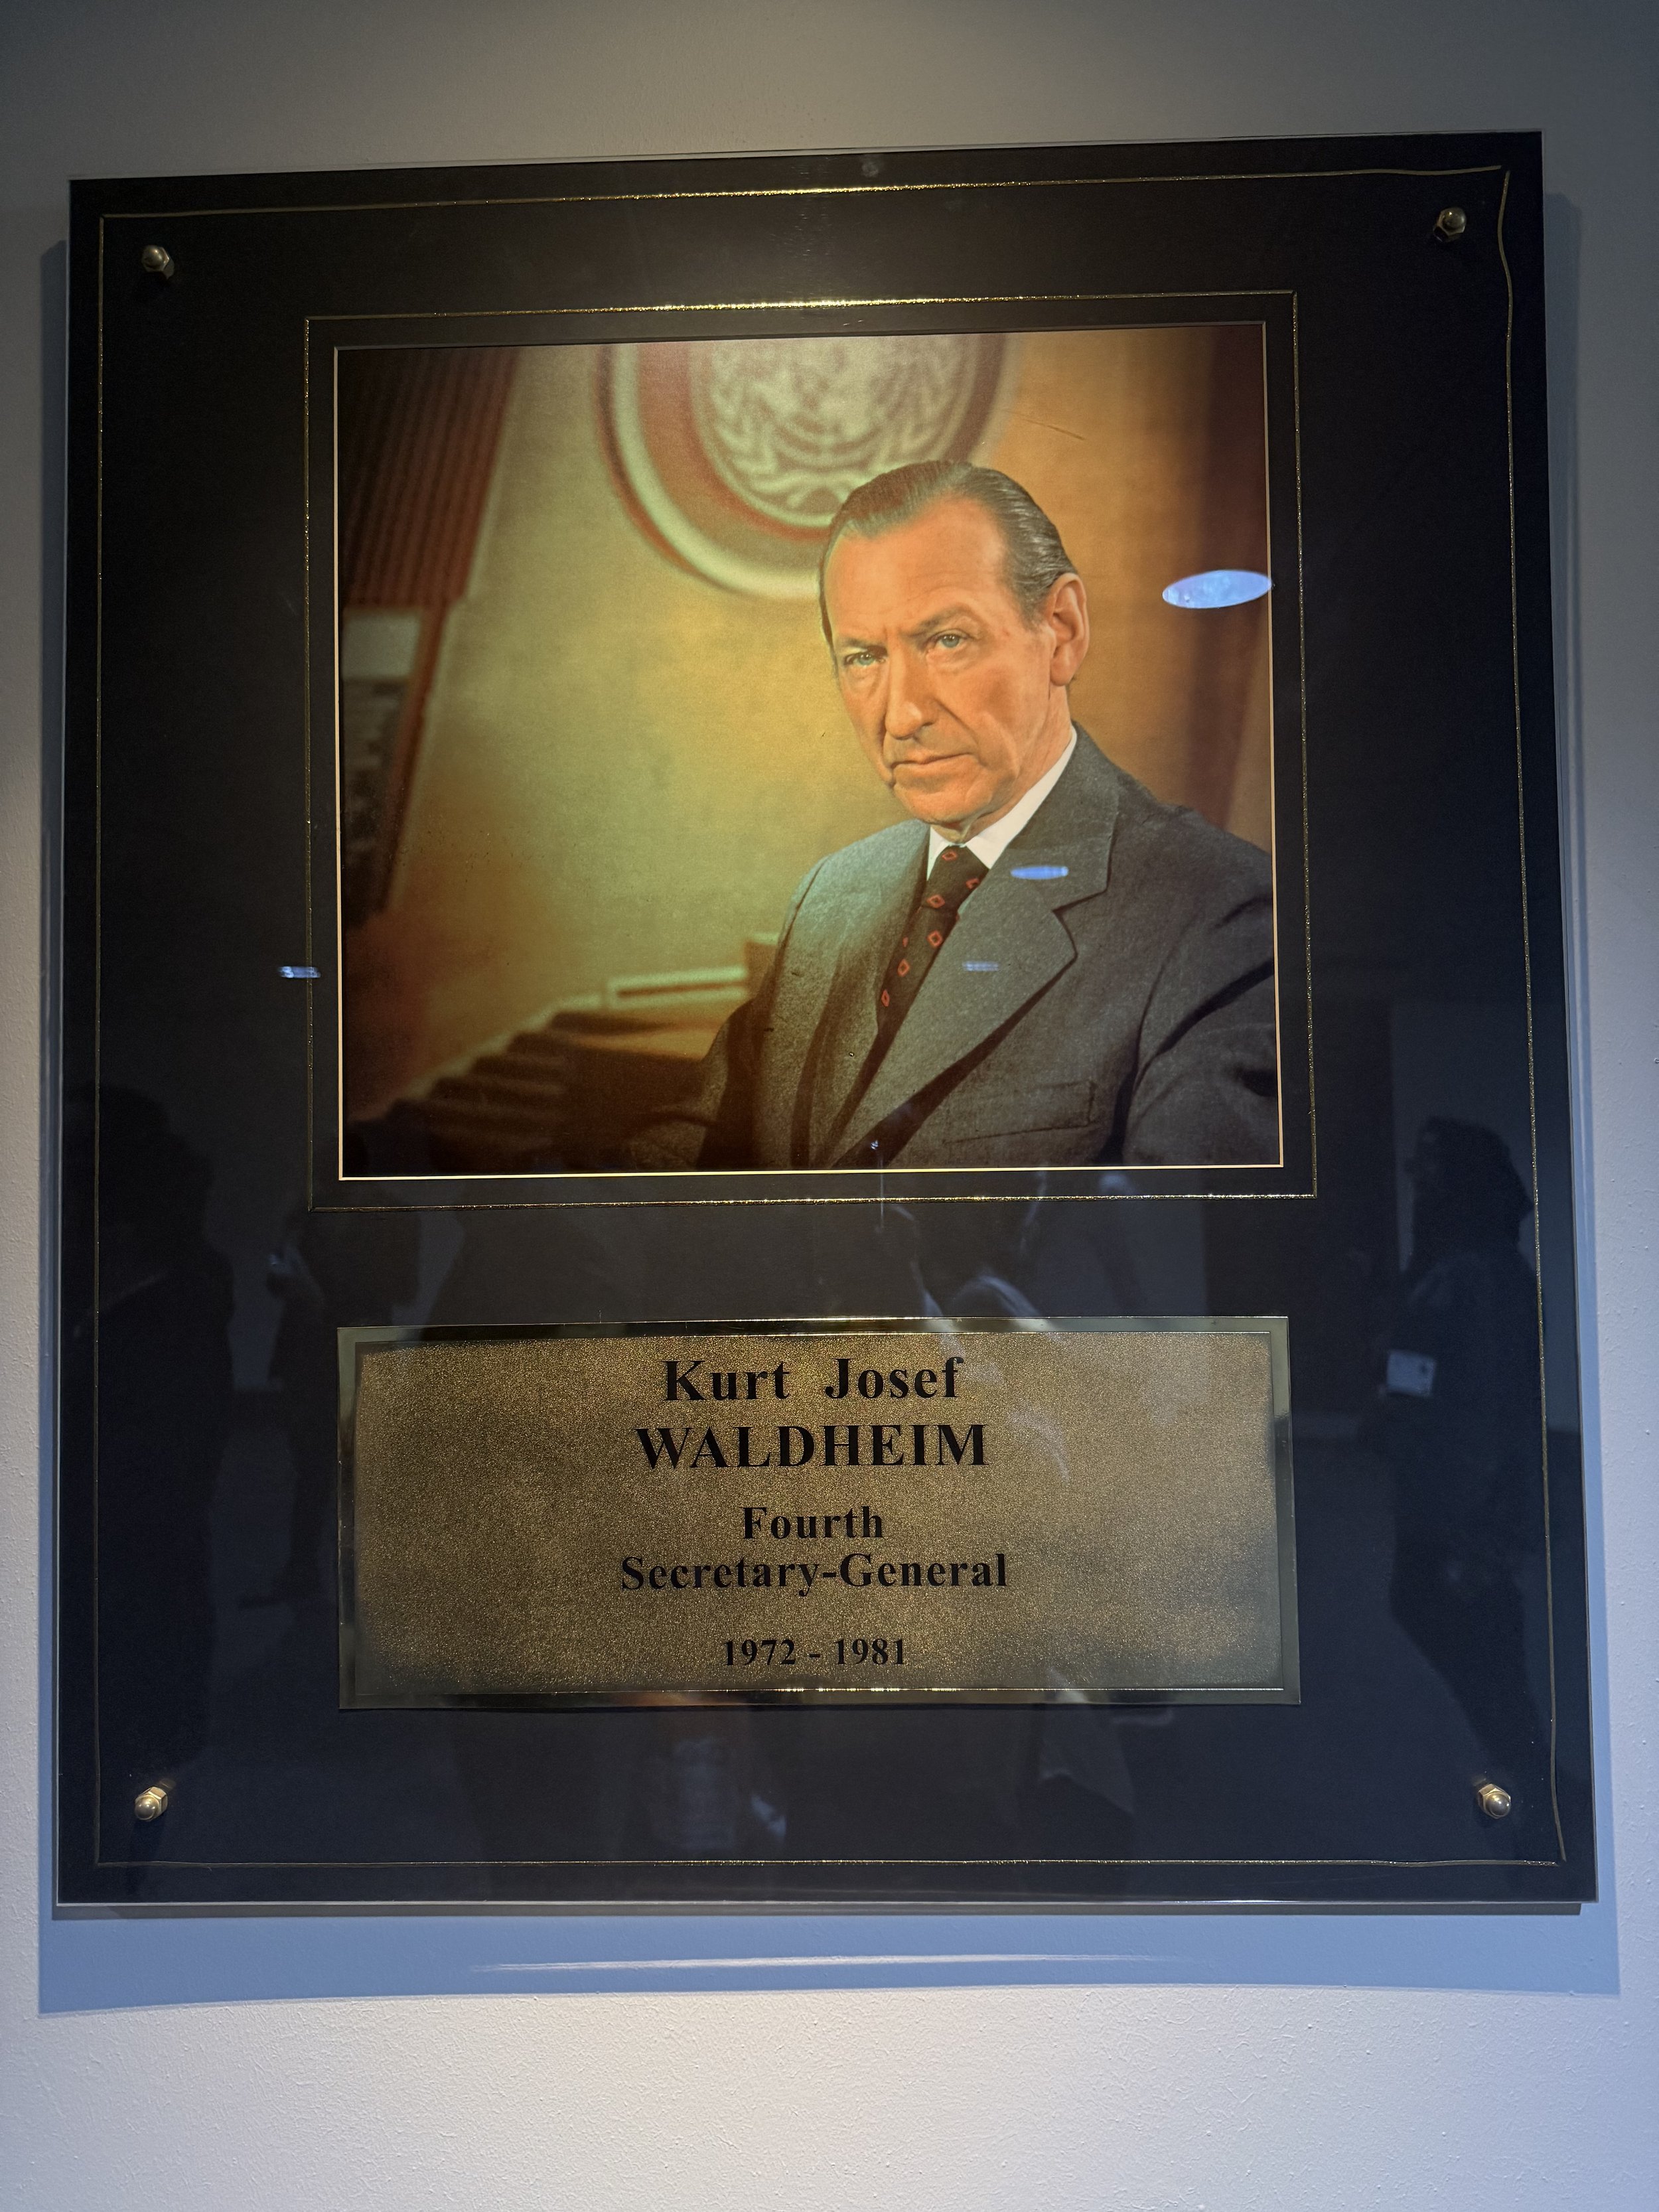 Kurt Josef
WALDHEIM
Fourth
Secretary-General
1972 - 1981